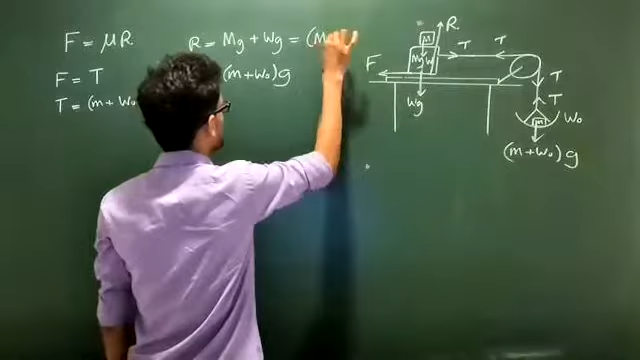 F = μR
R = Mg + Wg = (M
F = T
(m+W₀)g
T = (m+W₀
R
M
T
T
F
Mg
W
T
Wg
T
m
W₀
(m+W₀)g